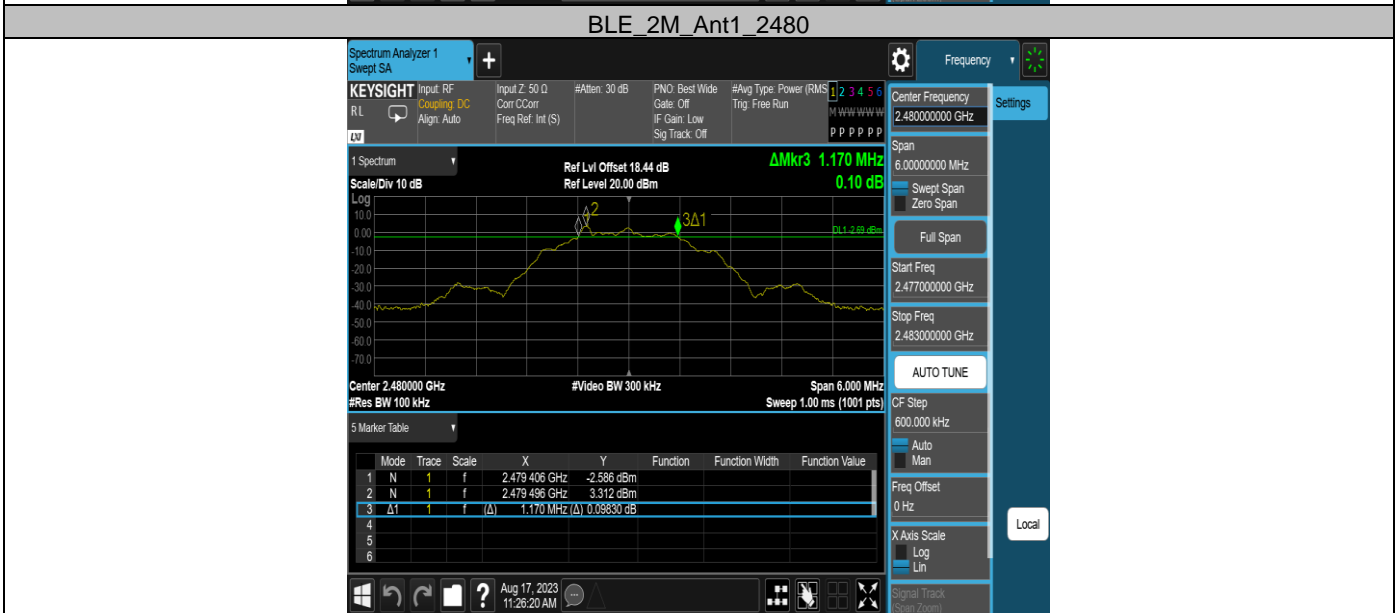 BLE_2M_Ant1_2480
Spectrum Analyzer 1
Swept SA
+
Frequency
KEYSIGHT
RL
LXI
Input: RF
Coupling: DC
Align: Auto
Input Z: 50 Ω
Corr CCorr
Freq Ref: Int (S)
#Atten: 30 dB
PNO: Best Wide
Gate: Off
IF Gain: Low
Sig Track: Off
#Avg Type: Power (RMS
Trig: Free Run
1 2 3 4 5 6
M W W W W W
P P P P P P
1 Spectrum
Scale/Div 10 dB
Ref Lvl Offset 18.44 dB
Ref Level 20.00 dBm
ΔMkr3 1.170 MHz
0.10 dB
Log
10.0
0.00
-10.0
-20.0
-30.0
-40.0
-50.0
-60.0
-70.0
2
3Δ1
DL1 -2.69 dBm
Center 2.480000 GHz
#Video BW 300 kHz
Span 6.000 MHz
#Res BW 100 kHz
Sweep 1.00 ms (1001 pts)
5 Marker Table
Mode Trace Scale X Y Function Function Width Function Value
1 N 1 f 2.479 406 GHz -2.586 dBm
2 N 1 f 2.479 496 GHz 3.312 dBm
3 Δ1 1 f (Δ) 1.170 MHz (Δ) 0.09830 dB
4
5
6
?
Aug 17, 2023
11:26:20 AM
Center Frequency
2.480000000 GHz
Settings
Span
6.00000000 MHz
Swept Span
Zero Span
Full Span
Start Freq
2.477000000 GHz
Stop Freq
2.483000000 GHz
AUTO TUNE
CF Step
600.000 kHz
Auto
Man
Freq Offset
0 Hz
X Axis Scale
Log
Lin
Local
Signal Track
(Span Zoom)